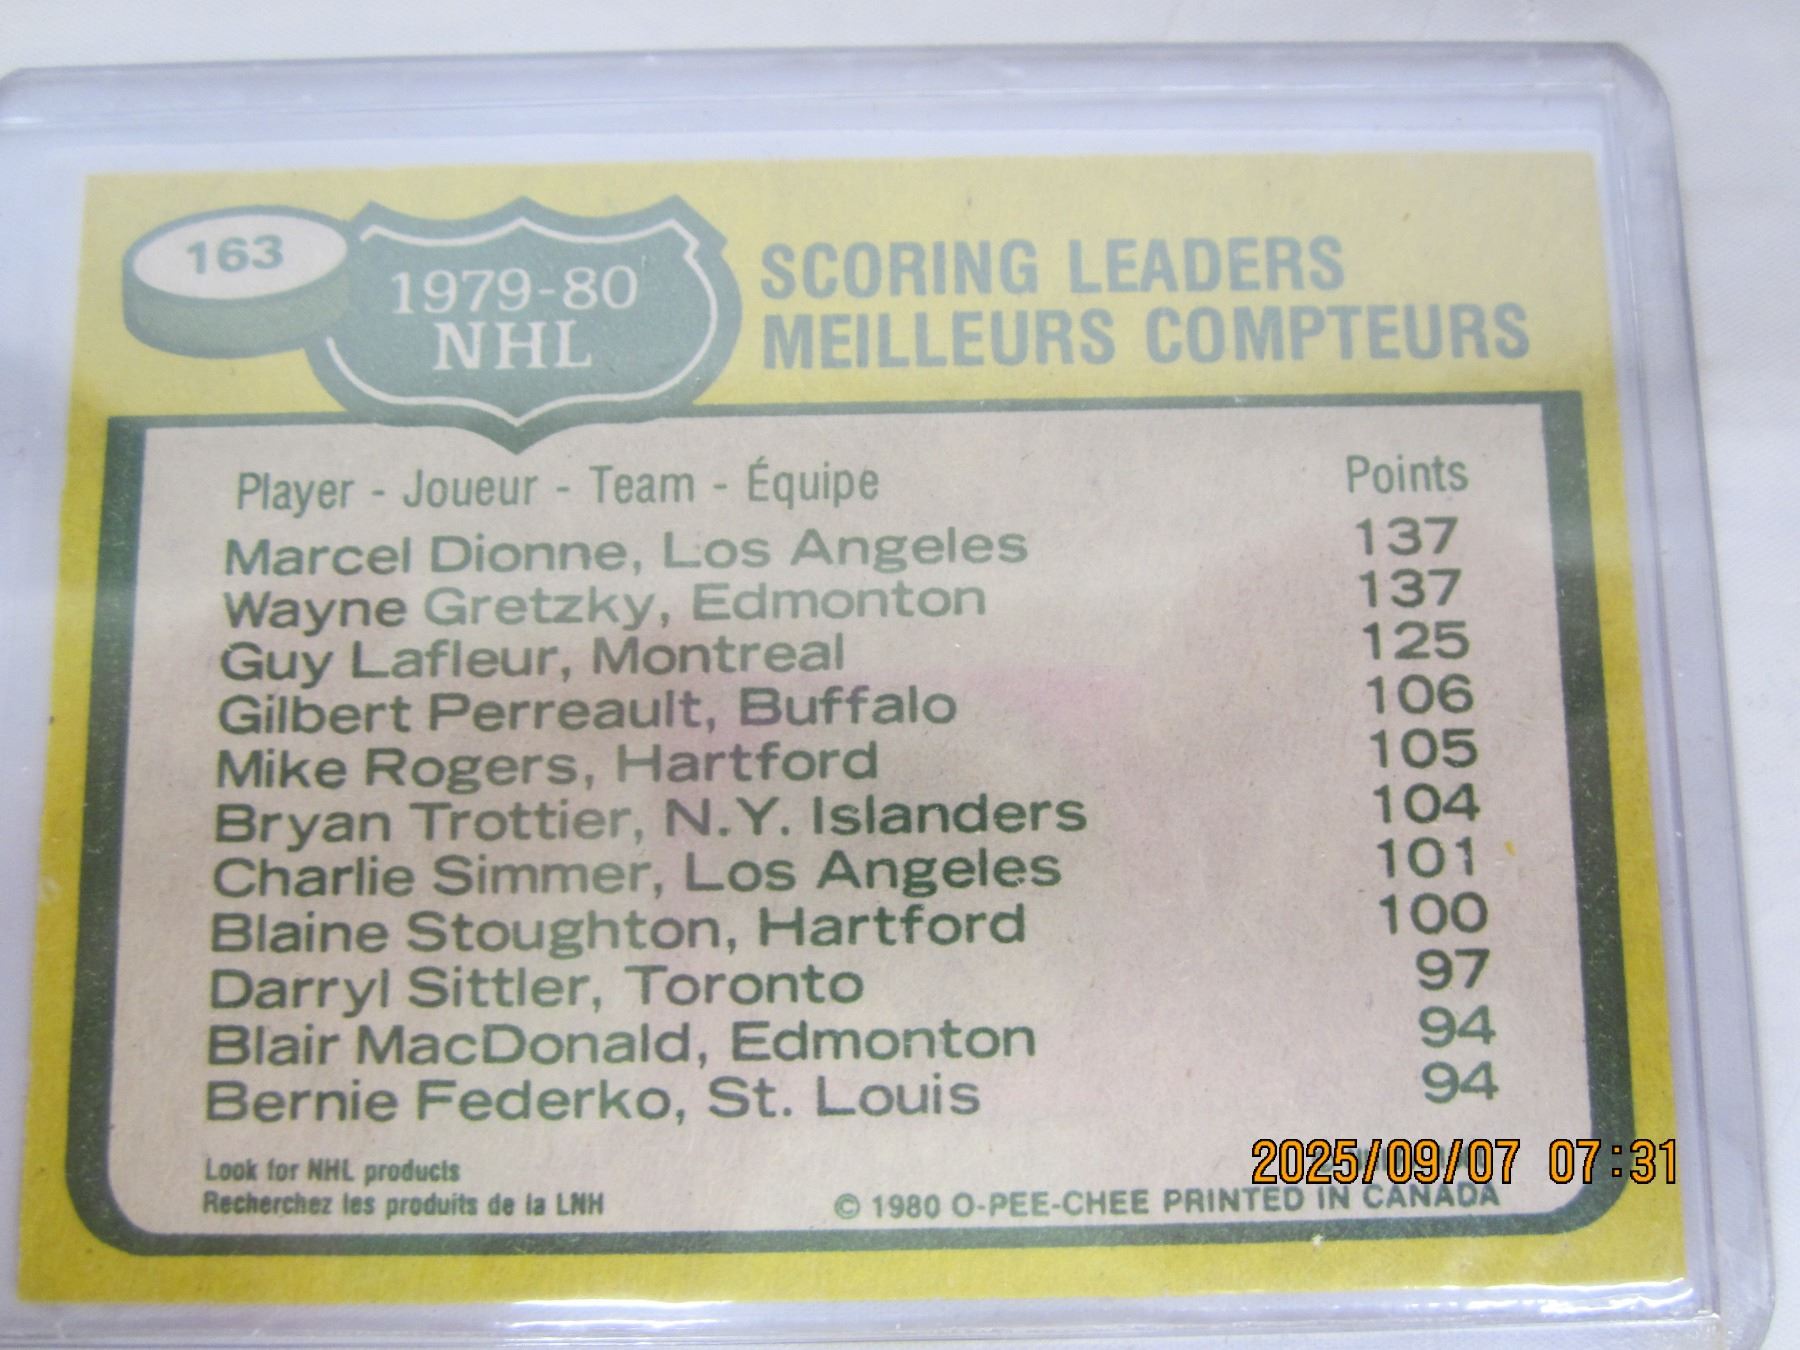 163
1979-80
NHL
SCORING LEADERS
MEILLEURS COMPTEURS
Player - Joueur - Team - Équipe Points
Marcel Dionne, Los Angeles 137
Wayne Gretzky, Edmonton 137
Guy Lafleur, Montreal 125
Gilbert Perreault, Buffalo 106
Mike Rogers, Hartford 105
Bryan Trottier, N.Y. Islanders 104
Charlie Simmer, Los Angeles 101
Blaine Stoughton, Hartford 100
Darryl Sittler, Toronto 97
Blair MacDonald, Edmonton 94
Bernie Federko, St. Louis 94
Look for NHL products
Recherchez les produits de la LNH
© 1980 O-PEE-CHEE PRINTED IN CANADA
2025/09/07 07:31